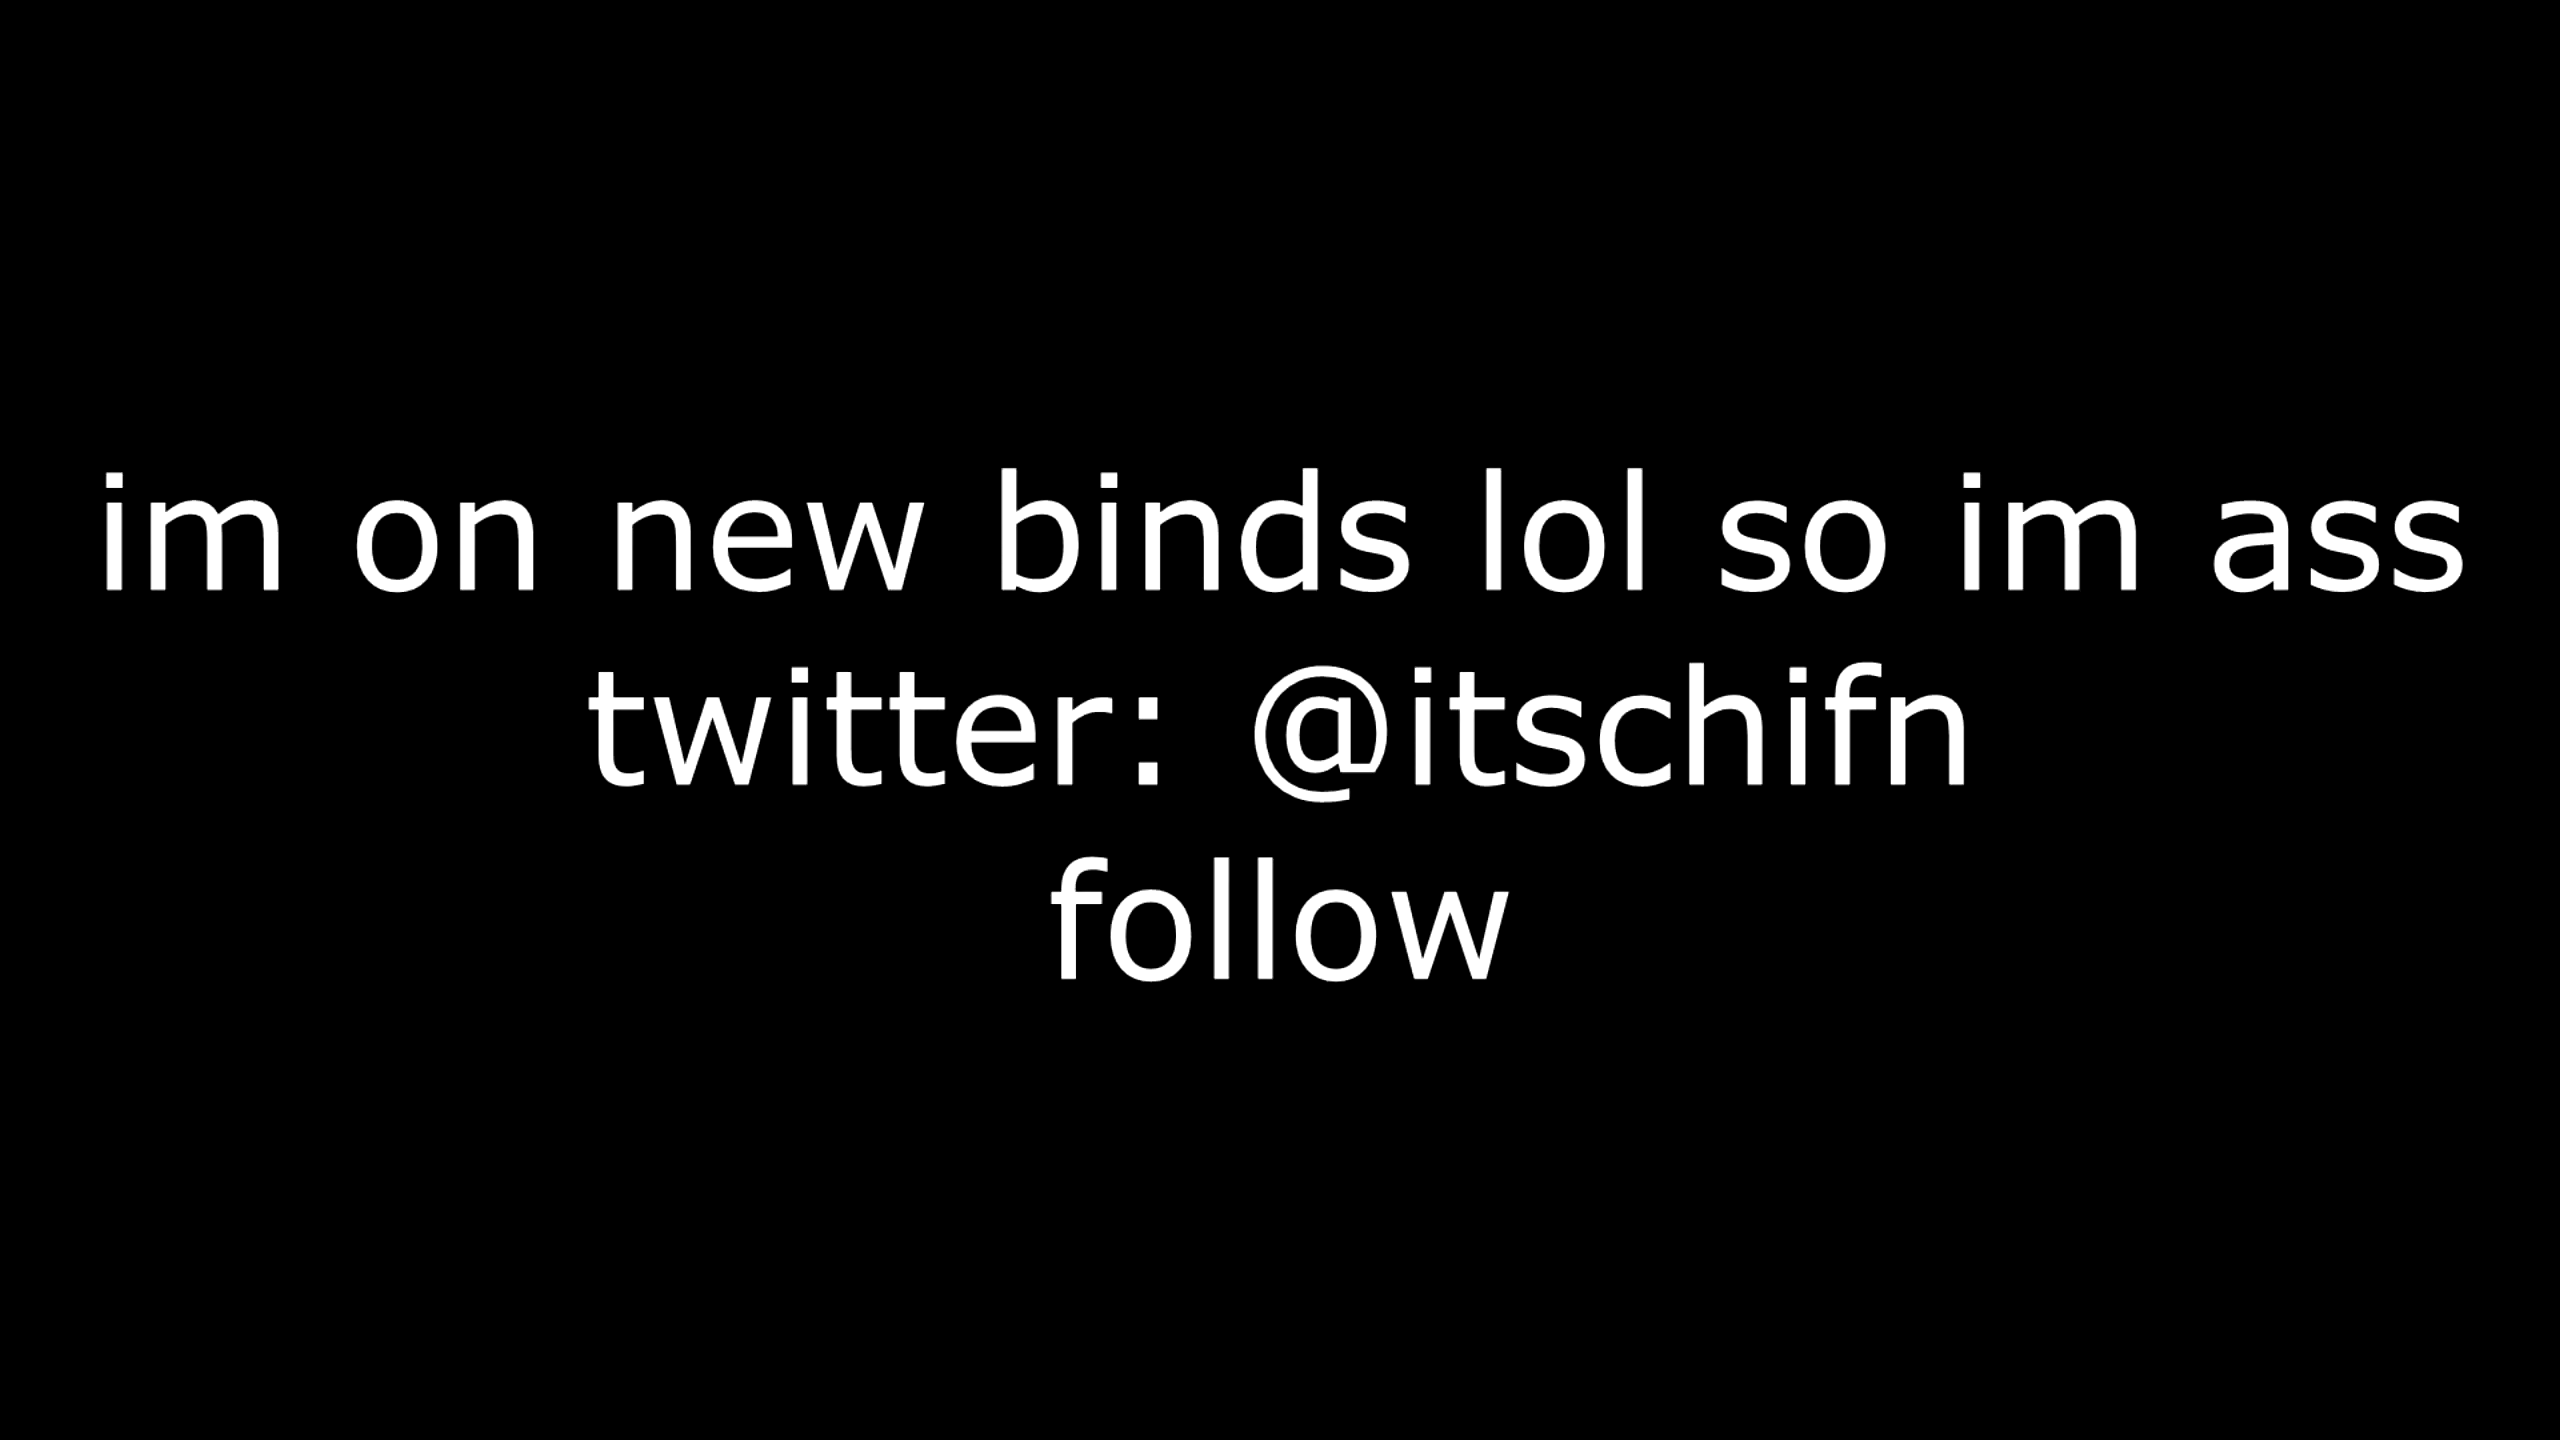 im on new binds lol so im ass
twitter: @itschifn
follow